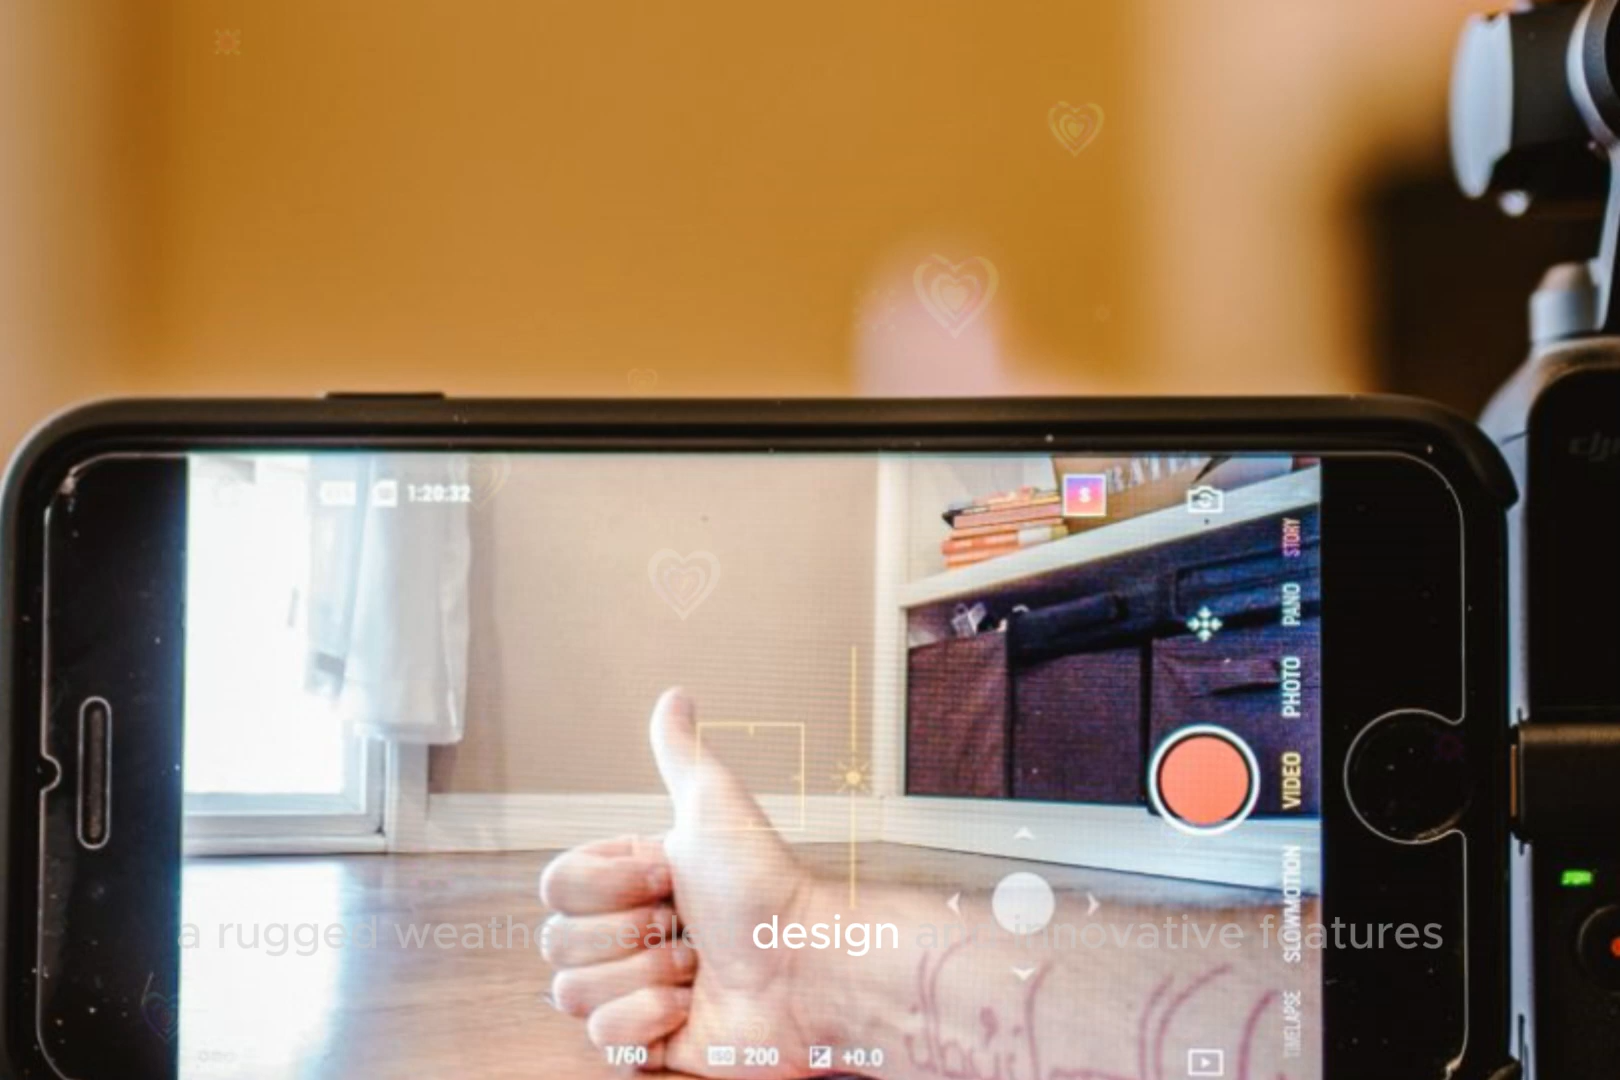 1:20:32
S
STORY
PANO
PHOTO
VIDEO
SLOWMOTION
TIMELAPSE
a rugged weather sealed design and innovative features
1/60 ISO 200 +0.0